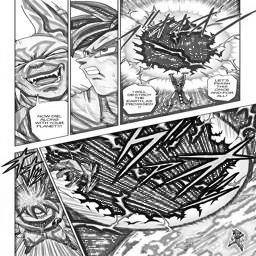 NOW DIE,
ALONG
WITH YOUR
PLANET!!!
I WILL
DESTROY
THE
EARTH, AS
PROMISED
LET'S
FINISH
THIS
ONCE
AND FOR
ALL!